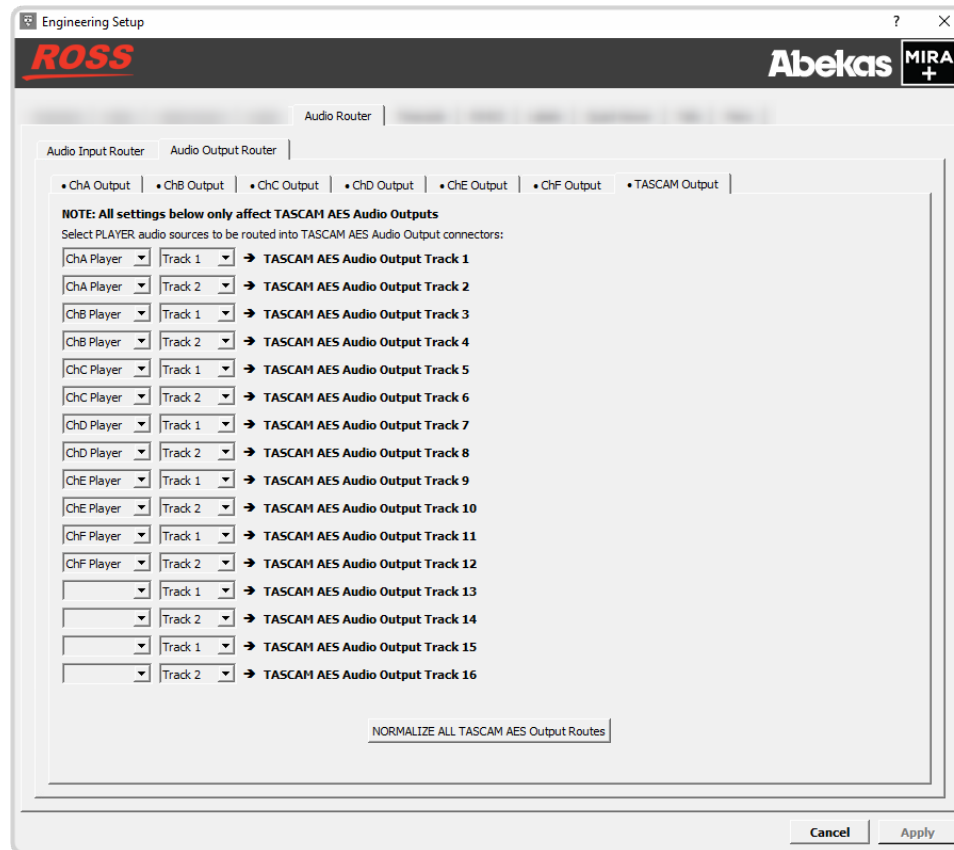 Engineering Setup ? ×
ROSS
Abekas MIRA +
Audio Router
Audio Input Router Audio Output Router
• ChA Output • ChB Output • ChC Output • ChD Output • ChE Output • ChF Output • TASCAM Output
NOTE: All settings below only affect TASCAM AES Audio Outputs
Select PLAYER audio sources to be routed into TASCAM AES Audio Output connectors:
ChA Player Track 1 ➔ TASCAM AES Audio Output Track 1
ChA Player Track 2 ➔ TASCAM AES Audio Output Track 2
ChB Player Track 1 ➔ TASCAM AES Audio Output Track 3
ChB Player Track 2 ➔ TASCAM AES Audio Output Track 4
ChC Player Track 1 ➔ TASCAM AES Audio Output Track 5
ChC Player Track 2 ➔ TASCAM AES Audio Output Track 6
ChD Player Track 1 ➔ TASCAM AES Audio Output Track 7
ChD Player Track 2 ➔ TASCAM AES Audio Output Track 8
ChE Player Track 1 ➔ TASCAM AES Audio Output Track 9
ChE Player Track 2 ➔ TASCAM AES Audio Output Track 10
ChF Player Track 1 ➔ TASCAM AES Audio Output Track 11
ChF Player Track 2 ➔ TASCAM AES Audio Output Track 12
Track 1 ➔ TASCAM AES Audio Output Track 13
Track 2 ➔ TASCAM AES Audio Output Track 14
Track 1 ➔ TASCAM AES Audio Output Track 15
Track 2 ➔ TASCAM AES Audio Output Track 16
NORMALIZE ALL TASCAM AES Output Routes
Cancel Apply